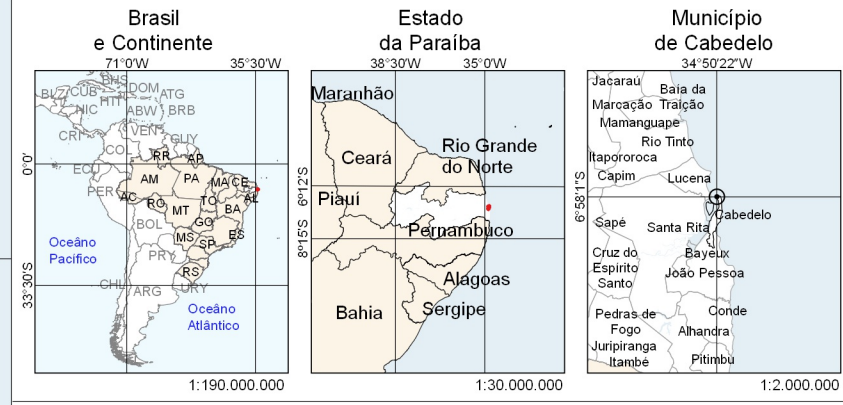 Brasil
e Continente
71°0'W
35°30'S
0°0'
33°30'S
BHS
BLZ
CUB
DOM
ATG
HTI
NIC
ABW
BRB
CRI
VEN
GUY
COL
RR
AP
ECU
AM
PA
MA
CE
PER
AC
RO
TO
AL
MT
BA
BOL
GO
MS
ES
SP
PRY
RS
CHL
ARG
URY
Oceâno
Pacífico
Oceâno
Atlântico
1:190.000.000
Estado
da Paraíba
38°30'S
35°0'W
6°12'S
8°15'S
Maranhão
Ceará
Rio Grande
do Norte
Piauí
Pernambuco
Alagoas
Bahia
Sergipe
1:30.000.000
Município
de Cabedelo
34°50'22"W
6°58'1"S
Jacaraú
Baia da
Traição
Marcação
Mamanguape
Rio Tinto
Itapororoca
Capim
Lucena
Cabedelo
Sapé
Santa Rita
Bayeux
Cruz do
Espirito
Santo
João Pessoa
Conde
Pedras de
Fogo
Alhandra
Juripiranga
Itambé
Pitimbu
1:2.000.000